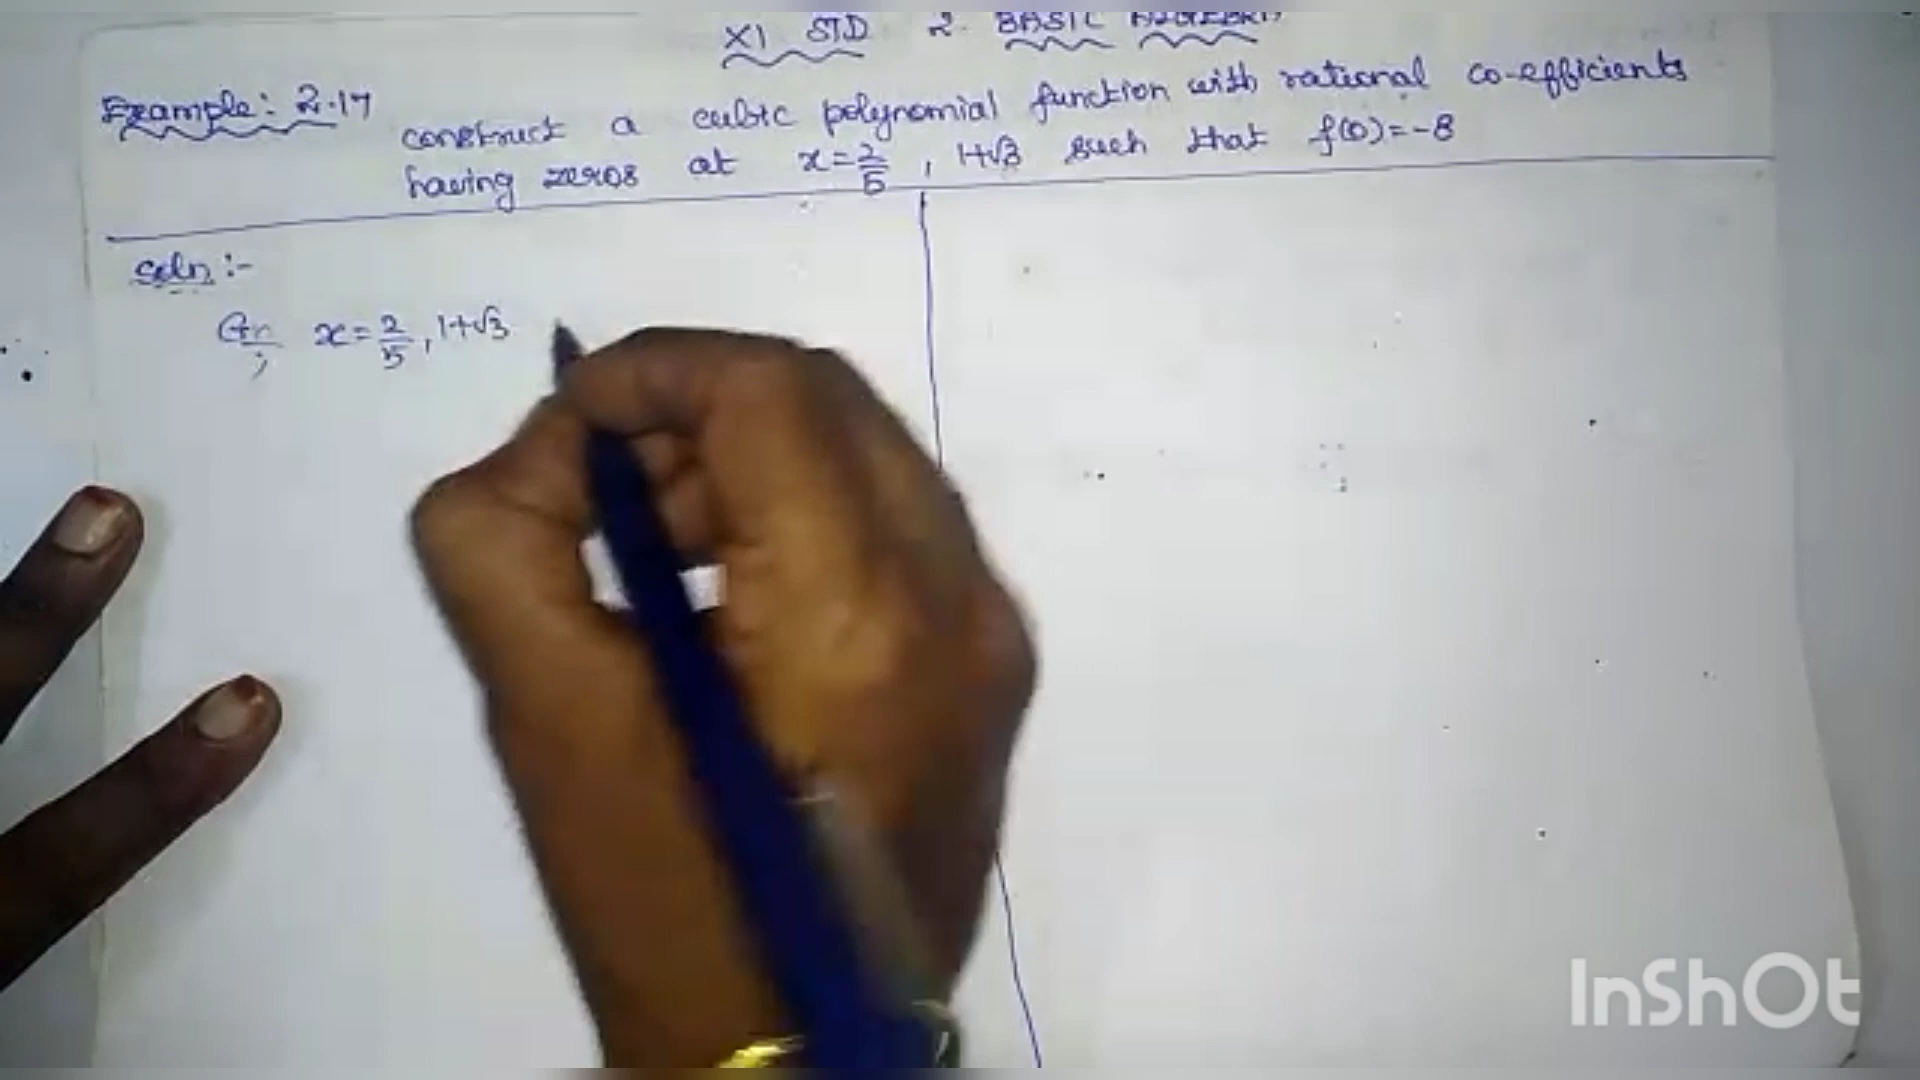 XI STD 2. BASIC ALGEBRA
Example: 2.17
construct a cubic polynomial function with rational co-efficients
having zeros at x=2/5, 1+√3 such that f(0)=-8
Soln:-
Gn; x=2/5, 1+√3
InShOt